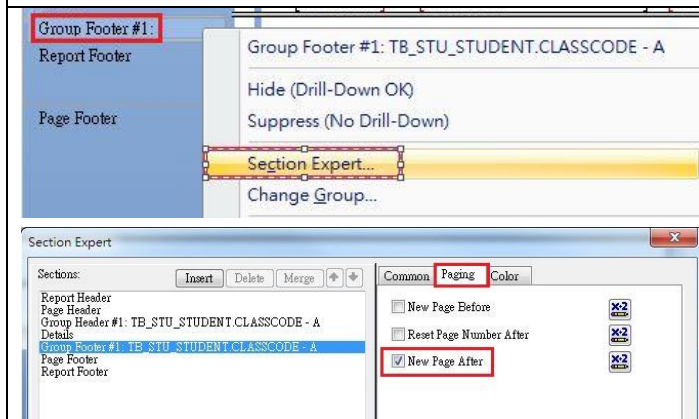 Group Footer #1:
Report Footer
Page Footer
Group Footer #1: TB_STU_STUDENT.CLASSCODE - A
Hide (Drill-Down OK)
Suppress (No Drill-Down)
Section Expert...
Change Group...
Section Expert
Sections:
Insert Delete Merge
Report Header
Page Header
Group Header #1: TB_STU_STUDENT.CLASSCODE - A
Details
Group Footer #1: TB_STU_STUDENT.CLASSCODE - A
Page Footer
Report Footer
Common Paging Color
New Page Before
x-2
Reset Page Number After
x-2
New Page After
x-2